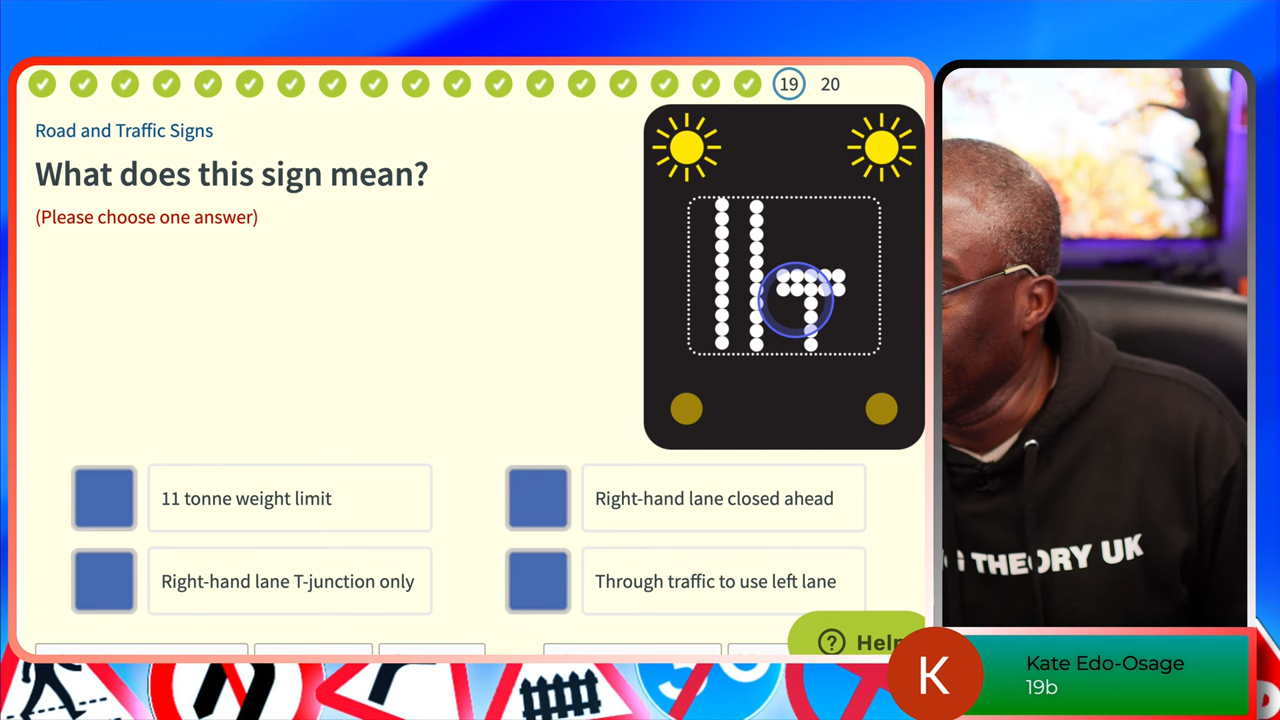 19 20
Road and Traffic Signs
What does this sign mean?
(Please choose one answer)
11 tonne weight limit
Right-hand lane closed ahead
Right-hand lane T-junction only
Through traffic to use left lane
Help
THEORY UK
K
Kate Edo-Osage
19b